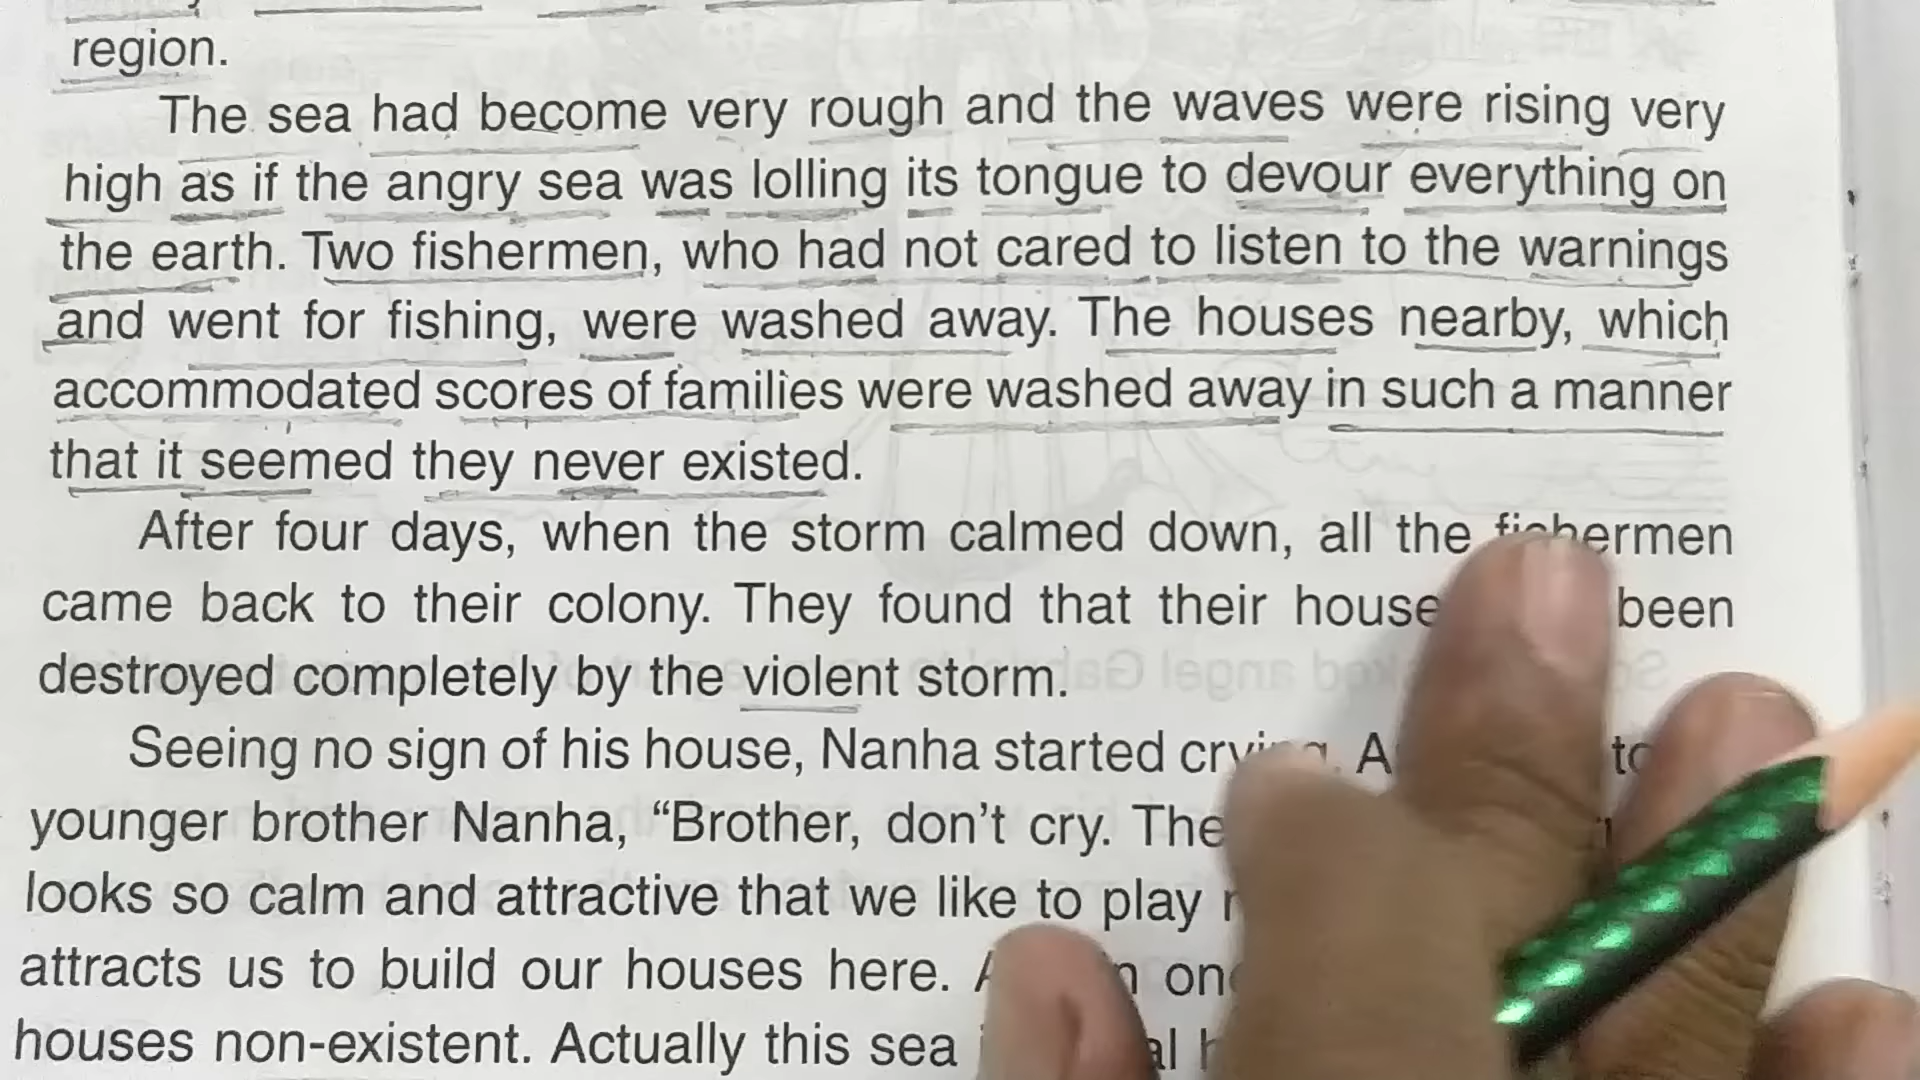 region.
The sea had become very rough and the waves were rising very
high as if the angry sea was lolling its tongue to devour everything on
the earth. Two fishermen, who had not cared to listen to the warnings
and went for fishing, were washed away. The houses nearby, which
accommodated scores of families were washed away in such a manner
that it seemed they never existed.
After four days, when the storm calmed down, all the fishermen
came back to their colony. They found that their been
destroyed completely by the violent storm.
Seeing no sign of his house, Nanha started crying.
younger brother Nanha, “Brother, don’t cry.
looks so calm and attractive that we like to play
attracts us to build our houses here.
houses non-existent. Actually this sea